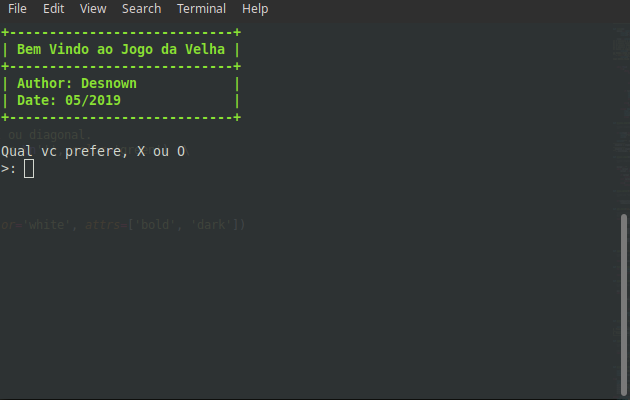 File Edit View Search Terminal Help
+----------------------------+
| Bem Vindo ao Jogo da Velha |
+----------------------------+
| Author: Desnown            |
| Date: 05/2019              |
+----------------------------+
ou diagonal.
Qual vc prefere, X ou O
>:
or='white', attrs=['bold', 'dark'])